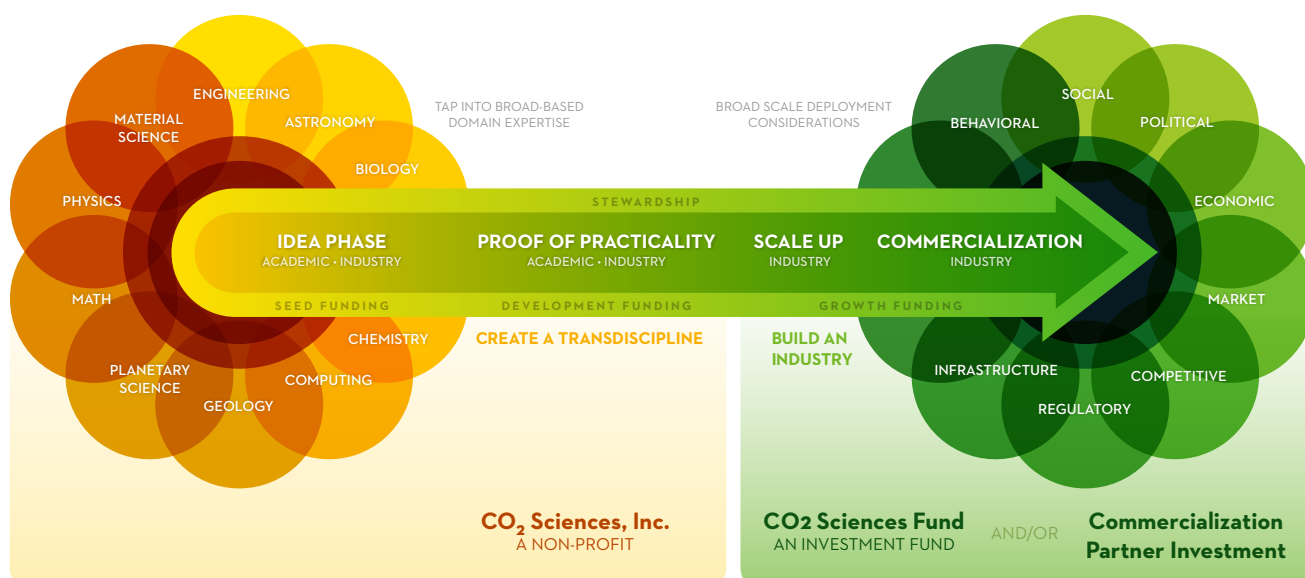 ENGINEERING
MATERIAL
SCIENCE
ASTRONOMY
BIOLOGY
PHYSICS
MATH
PLANETARY
SCIENCE
GEOLOGY
COMPUTING
CHEMISTRY
TAP INTO BROAD-BASED
DOMAIN EXPERTISE
BROAD SCALE DEPLOYMENT
CONSIDERATIONS
SOCIAL
BEHAVIORAL
POLITICAL
ECONOMIC
MARKET
COMPETITIVE
REGULATORY
INFRASTRUCTURE
STEWARDSHIP
IDEA PHASE
ACADEMIC • INDUSTRY
PROOF OF PRACTICALITY
ACADEMIC • INDUSTRY
SCALE UP
INDUSTRY
COMMERCIALIZATION
INDUSTRY
SEED FUNDING
DEVELOPMENT FUNDING
GROWTH FUNDING
CREATE A TRANSDISCIPLINE
BUILD AN
INDUSTRY
CO₂ Sciences, Inc.
A NON-PROFIT
CO2 Sciences Fund
AN INVESTMENT FUND
AND/OR
Commercialization
Partner Investment